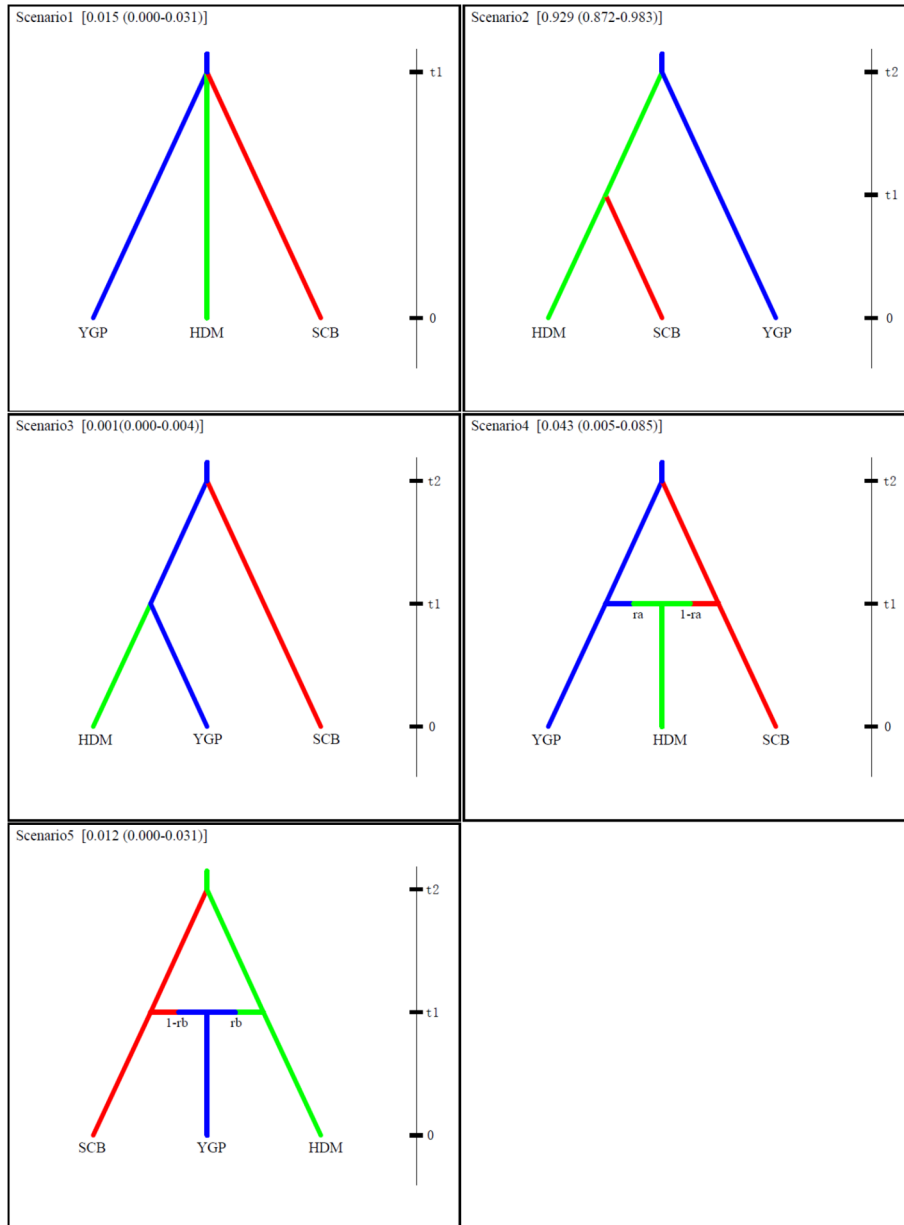 Scenario1 [0.015 (0.000-0.031)]
t1
0
YGP HDM SCB
Scenario2 [0.929 (0.872-0.983)]
t2
t1
0
HDM SCB YGP
Scenario3 [0.001(0.000-0.004)]
t2
t1
0
HDM YGP SCB
Scenario4 [0.043 (0.005-0.085)]
t2
t1
ra 1-ra
0
YGP HDM SCB
Scenario5 [0.012 (0.000-0.031)]
t2
t1
1-rb rb
0
SCB YGP HDM